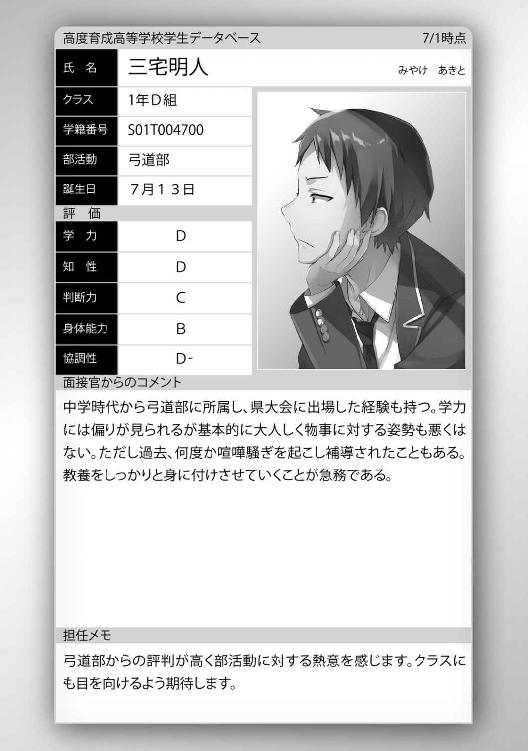 高度育成高等学校学生データベース 7/1時点
氏 名 三宅明人 みやけ あきと
クラス 1年D組
学籍番号 S01T004700
部活動 弓道部
誕生日 7月13日
評 価
学 力 D
知 性 D
判断力 C
身体能力 B
協調性 D-
面接官からのコメント
中学時代から弓道部に所属し、県大会に出場した経験も持つ。学力
には偏りが見られるが基本的に大人しく物事に対する姿勢も悪くは
ない。ただし過去、何度か喧嘩騒ぎを起こし補導されたこともある。
教養をしっかりと身に付けさせていくことが急務である。
担任メモ
弓道部からの評判が高く部活動に対する熱意を感じます。クラスに
も目を向けるよう期待します。